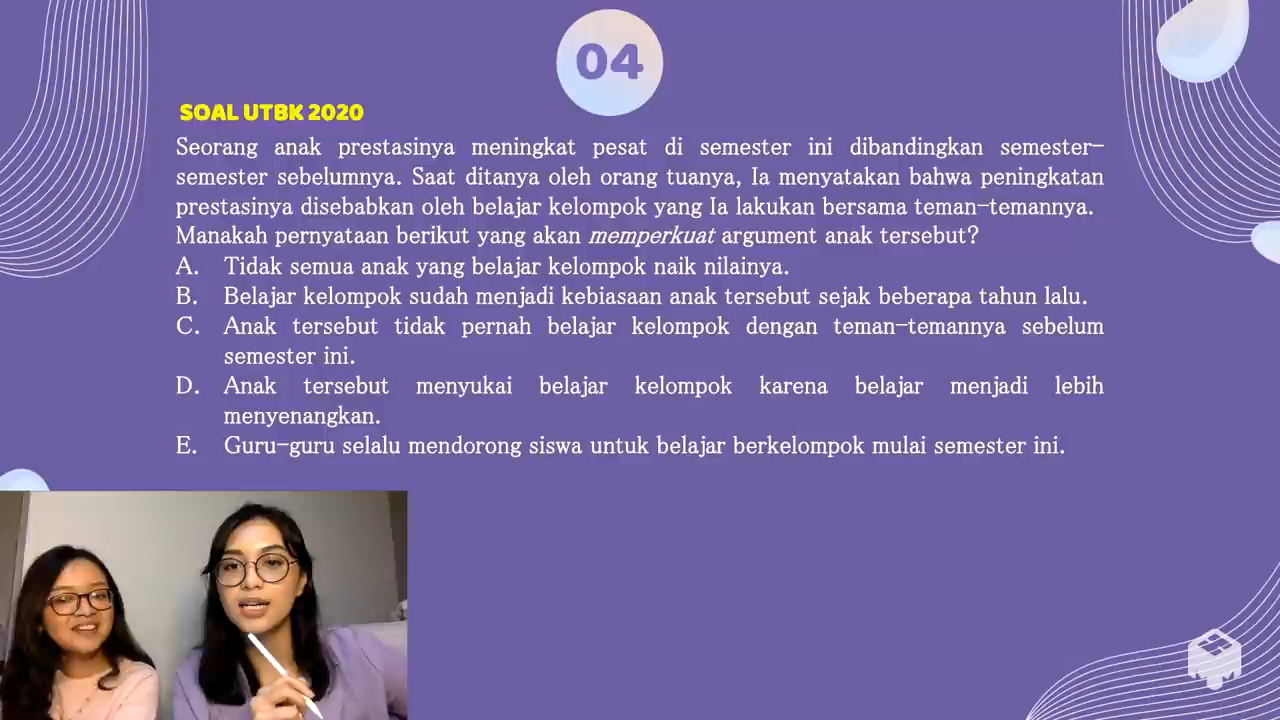 04
SOAL UTBK 2020
Seorang anak prestasinya meningkat pesat di semester ini dibandingkan semester-
semester sebelumnya. Saat ditanya oleh orang tuanya, Ia menyatakan bahwa peningkatan
prestasinya disebabkan oleh belajar kelompok yang Ia lakukan bersama teman-temannya.
Manakah pernyataan berikut yang akan memperkuat argument anak tersebut?
A. Tidak semua anak yang belajar kelompok naik nilainya.
B. Belajar kelompok sudah menjadi kebiasaan anak tersebut sejak beberapa tahun lalu.
C. Anak tersebut tidak pernah belajar kelompok dengan teman-temannya sebelum
semester ini.
D. Anak tersebut menyukai belajar kelompok karena belajar menjadi lebih
menyenangkan.
E. Guru-guru selalu mendorong siswa untuk belajar berkelompok mulai semester ini.